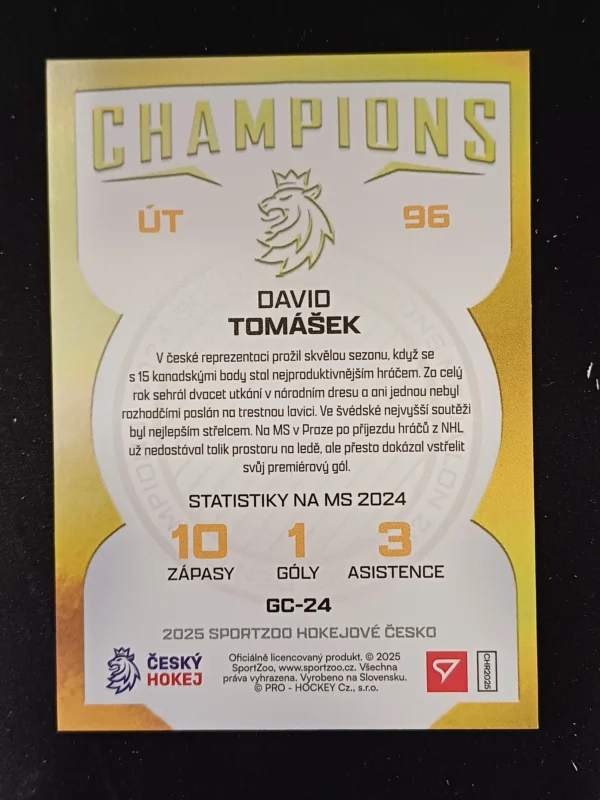 CHAMPIONS
ÚT 96
DAVID
TOMÁŠEK
V české reprezentaci prožil skvělou sezonu, když se
s 15 kanadskými body stal nejproduktivnějším hráčem. Za celý
rok sehrál dvacet utkání v národním dresu a ani jednou nebyl
rozhodčími poslán na trestnou lavici. Ve švédské nejvyšší soutěži
byl nejlepším střelcem. Na MS v Praze po příjezdu hráčů z NHL
už nedostával tolik prostoru na ledě, ale přesto dokázal vstřelit
svůj premiérový gól.
STATISTIKY NA MS 2024
10 1 3
ZÁPASY GÓLY ASISTENCE
GC-24
2025 SPORTZOO HOKEJOVÉ ČESKO
ČESKÝ
HOKEJ
Oficiálně licencovaný produkt. © 2025
SportZoo, www.sportzoo.cz. Všechna
práva vyhrazena. Vyrobeno na Slovensku.
© PRO - HOCKEY Cz., s.r.o.
CHR2025